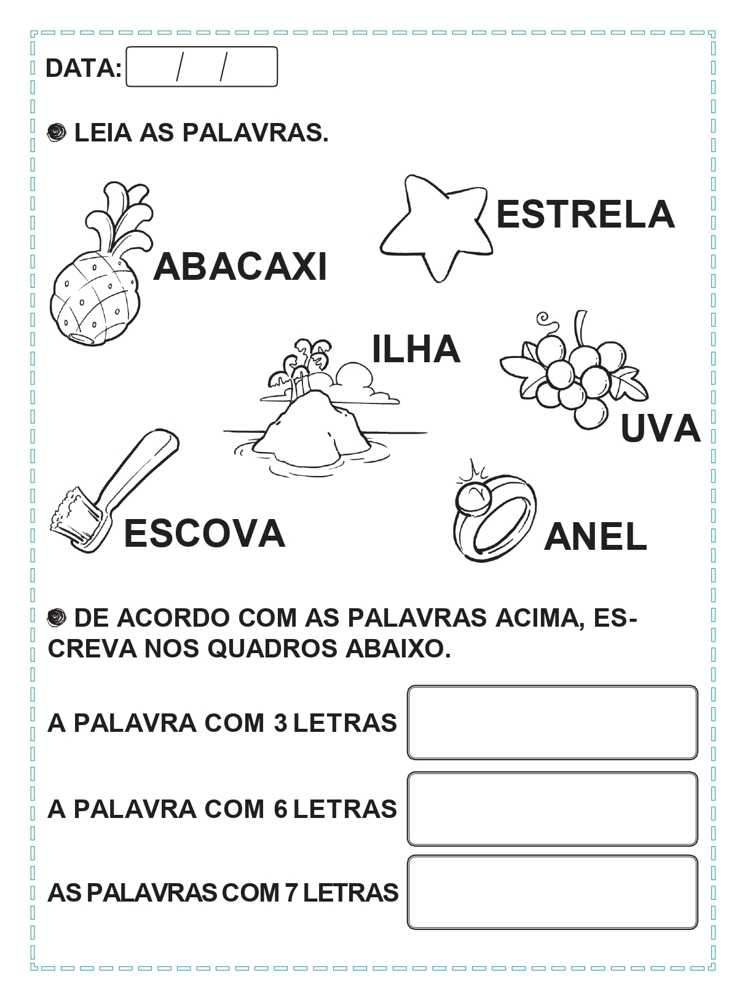 DATA: / /
LEIA AS PALAVRAS.
ESTRELA
ABACAXI
ILHA
UVA
ESCOVA
ANEL
DE ACORDO COM AS PALAVRAS ACIMA, ES-
CREVA NOS QUADROS ABAIXO.
A PALAVRA COM 3 LETRAS
A PALAVRA COM 6 LETRAS
AS PALAVRAS COM 7 LETRAS